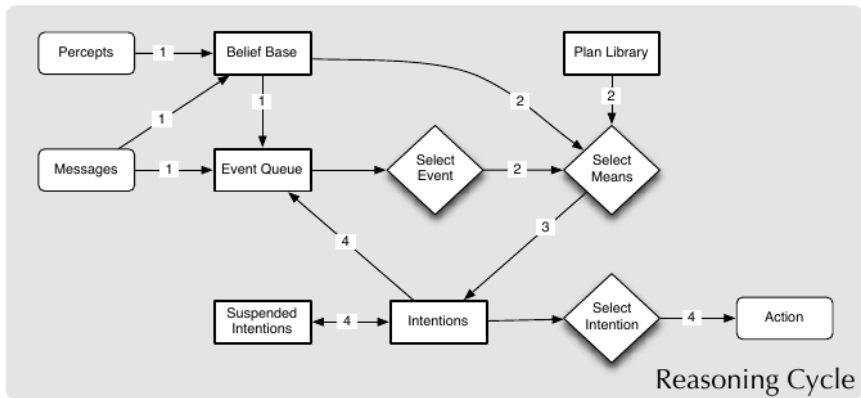 Percepts
1
Belief Base
Plan Library
1
1
2
2
Messages
1
Event Queue
Select
Event
2
Select
Means
4
3
Suspended
Intentions
4
Intentions
Select
Intention
4
Action
Reasoning Cycle